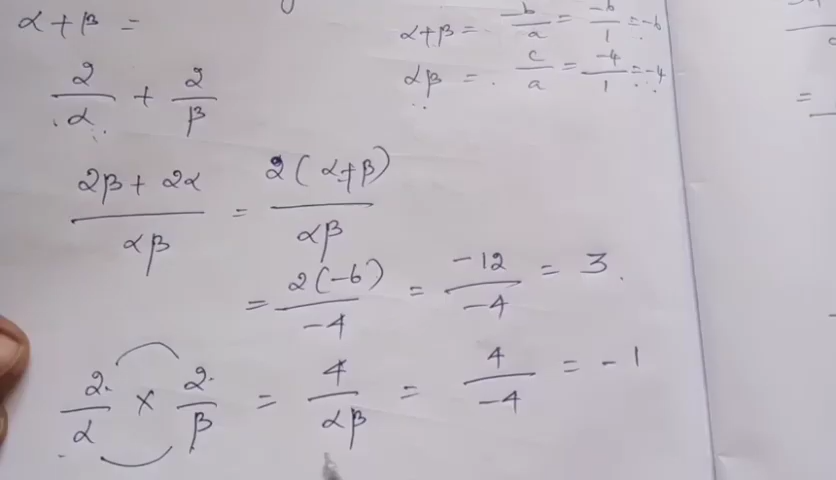 α + β =
α+β = -b/a = -b/1 = -6
αβ = c/a = -4/1 = -4
2/α + 2/β
(2β + 2α)/αβ = 2(α+β)/αβ
= 2(-6)/-4 = -12/-4 = 3.
2/α × 2/β = 4/αβ = 4/-4 = -1